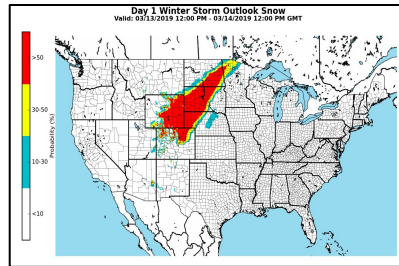 Day 1 Winter Storm Outlook Snow
Valid: 03/13/2019 12:00 PM - 03/14/2019 12:00 PM GMT
>50
30-50
10-30
<10
Probability (%)